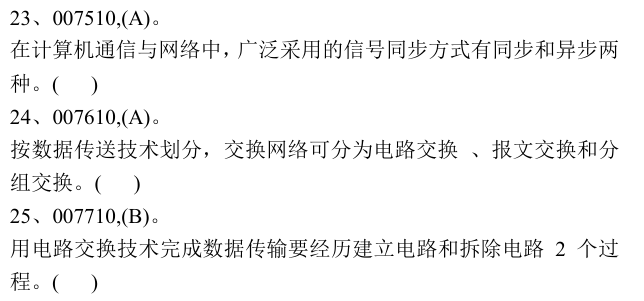 23、007510,(A)。
在计算机通信与网络中，广泛采用的信号同步方式有同步和异步两
种。(    )
24、007610,(A)。
按数据传送技术划分，交换网络可分为电路交换 、报文交换和分
组交换。(    )
25、007710,(B)。
用电路交换技术完成数据传输要经历建立电路和拆除电路 2 个过
程。(    )